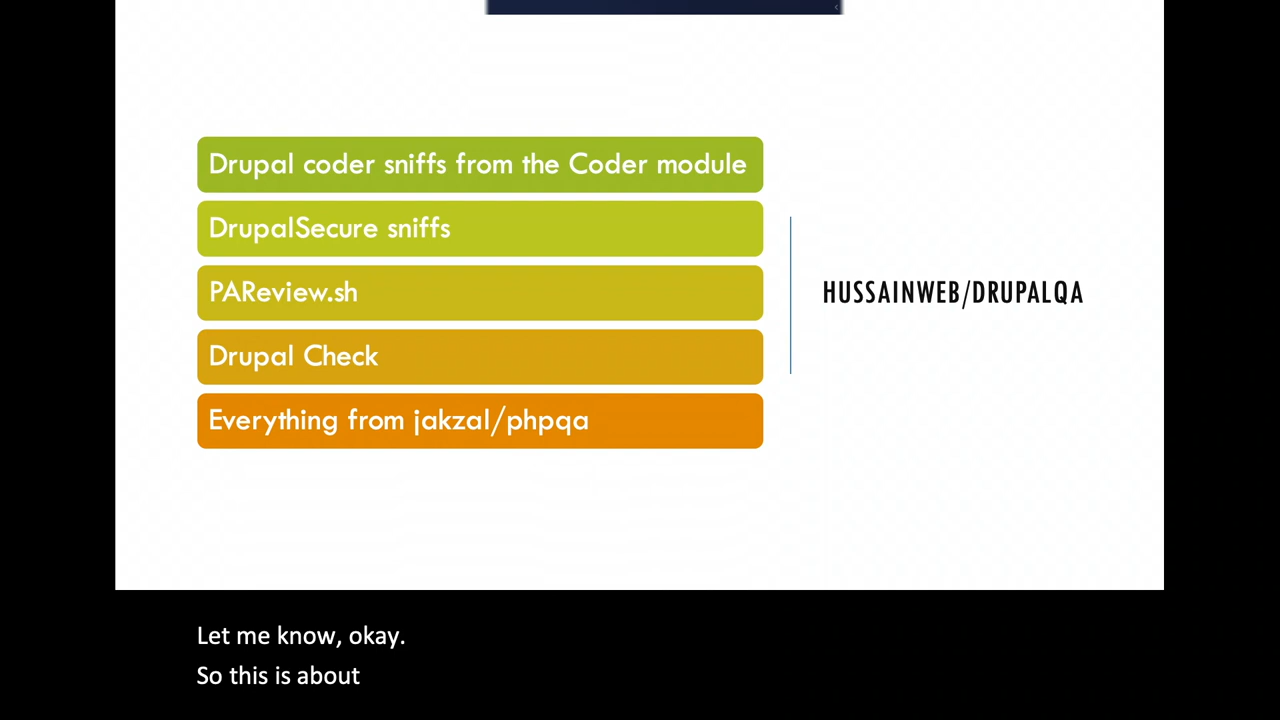 Drupal coder sniffs from the Coder module
DrupalSecure sniffs
PAReview.sh
Drupal Check
Everything from jakzal/phpqa
HUSSAINWEB/DRUPALQA
Let me know, okay.
So this is about